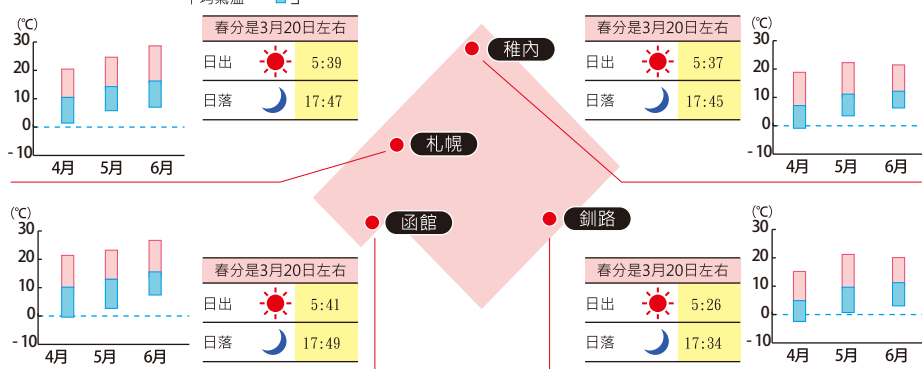 (℃)
30
20
10
0
-10
4月 5月 6月
春分是3月20日左右
日出 5:39
日落 17:47
稚內
札幌
函館
釧路
春分是3月20日左右
日出 5:37
日落 17:45
(℃)
30
20
10
0
-10
4月 5月 6月
(℃)
30
20
10
0
-10
4月 5月 6月
春分是3月20日左右
日出 5:41
日落 17:49
春分是3月20日左右
日出 5:26
日落 17:34
(℃)
30
20
10
0
-10
4月 5月 6月